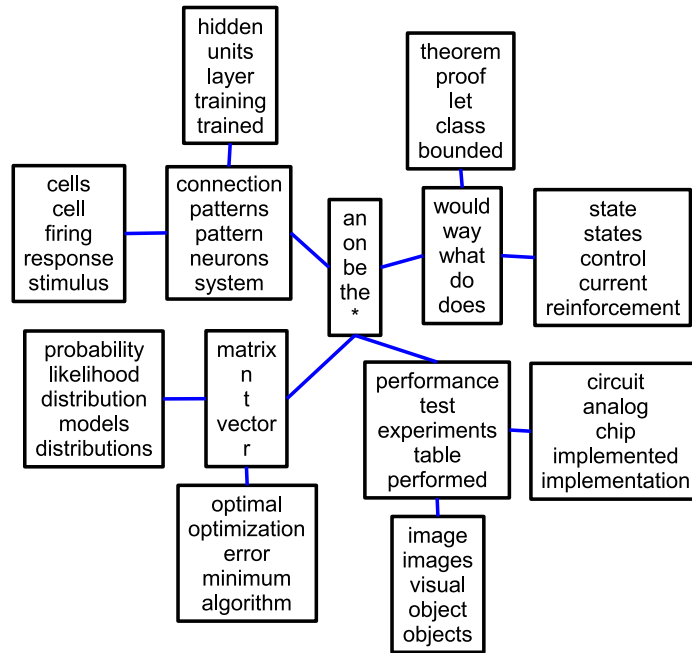 hidden
units
layer
training
trained
theorem
proof
let
class
bounded
cells
cell
firing
response
stimulus
connection
patterns
pattern
neurons
system
an
on
be
the
*
would
way
what
do
does
state
states
control
current
reinforcement
probability
likelihood
distribution
models
distributions
matrix
n
t
vector
r
performance
test
experiments
table
performed
circuit
analog
chip
implemented
implementation
optimal
optimization
error
minimum
algorithm
image
images
visual
object
objects